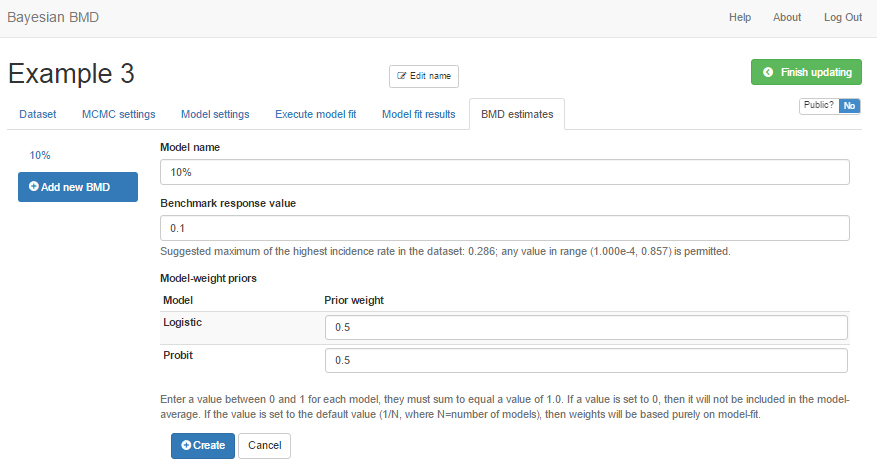 Bayesian BMD
Help About Log Out
Example 3
Edit name
Finish updating
Dataset MCMC settings Model settings Execute model fit Model fit results BMD estimates
Public? No
10%
Add new BMD
Model name
10%
Benchmark response value
0.1
Suggested maximum of the highest incidence rate in the dataset: 0.286; any value in range (1.000e-4, 0.857) is permitted.
Model-weight priors
Model Prior weight
Logistic 0.5
Probit 0.5
Enter a value between 0 and 1 for each model, they must sum to equal a value of 1.0. If a value is set to 0, then it will not be included in the model-
average. If the value is set to the default value (1/N, where N=number of models), then weights will be based purely on model-fit.
Create Cancel